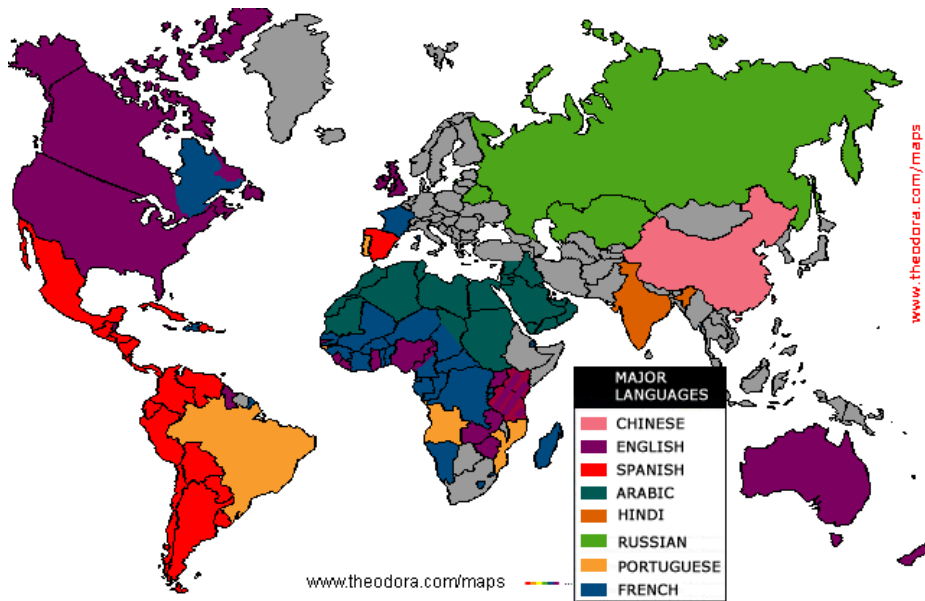 www.theodora.com/maps
MAJOR
LANGUAGES
CHINESE
ENGLISH
SPANISH
ARABIC
HINDI
RUSSIAN
PORTUGUESE
FRENCH
www.theodora.com/maps